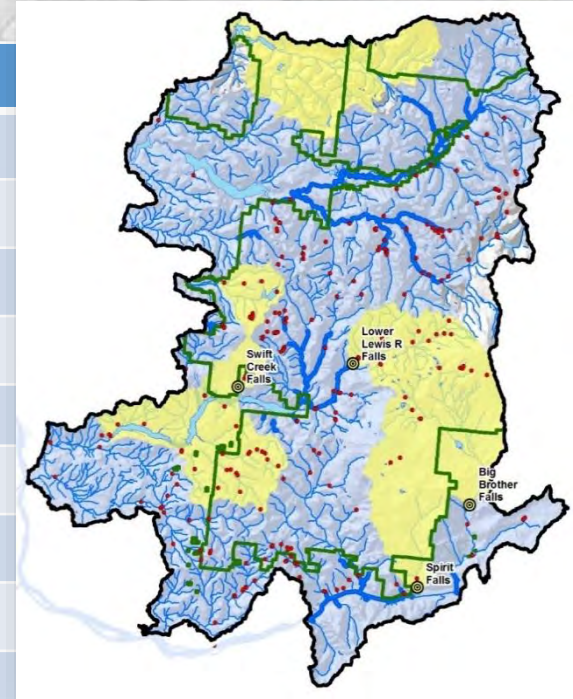 Lower
Lewis R
Falls
Swift
Creek
Falls
Big
Brother
Falls
Spirit
Falls